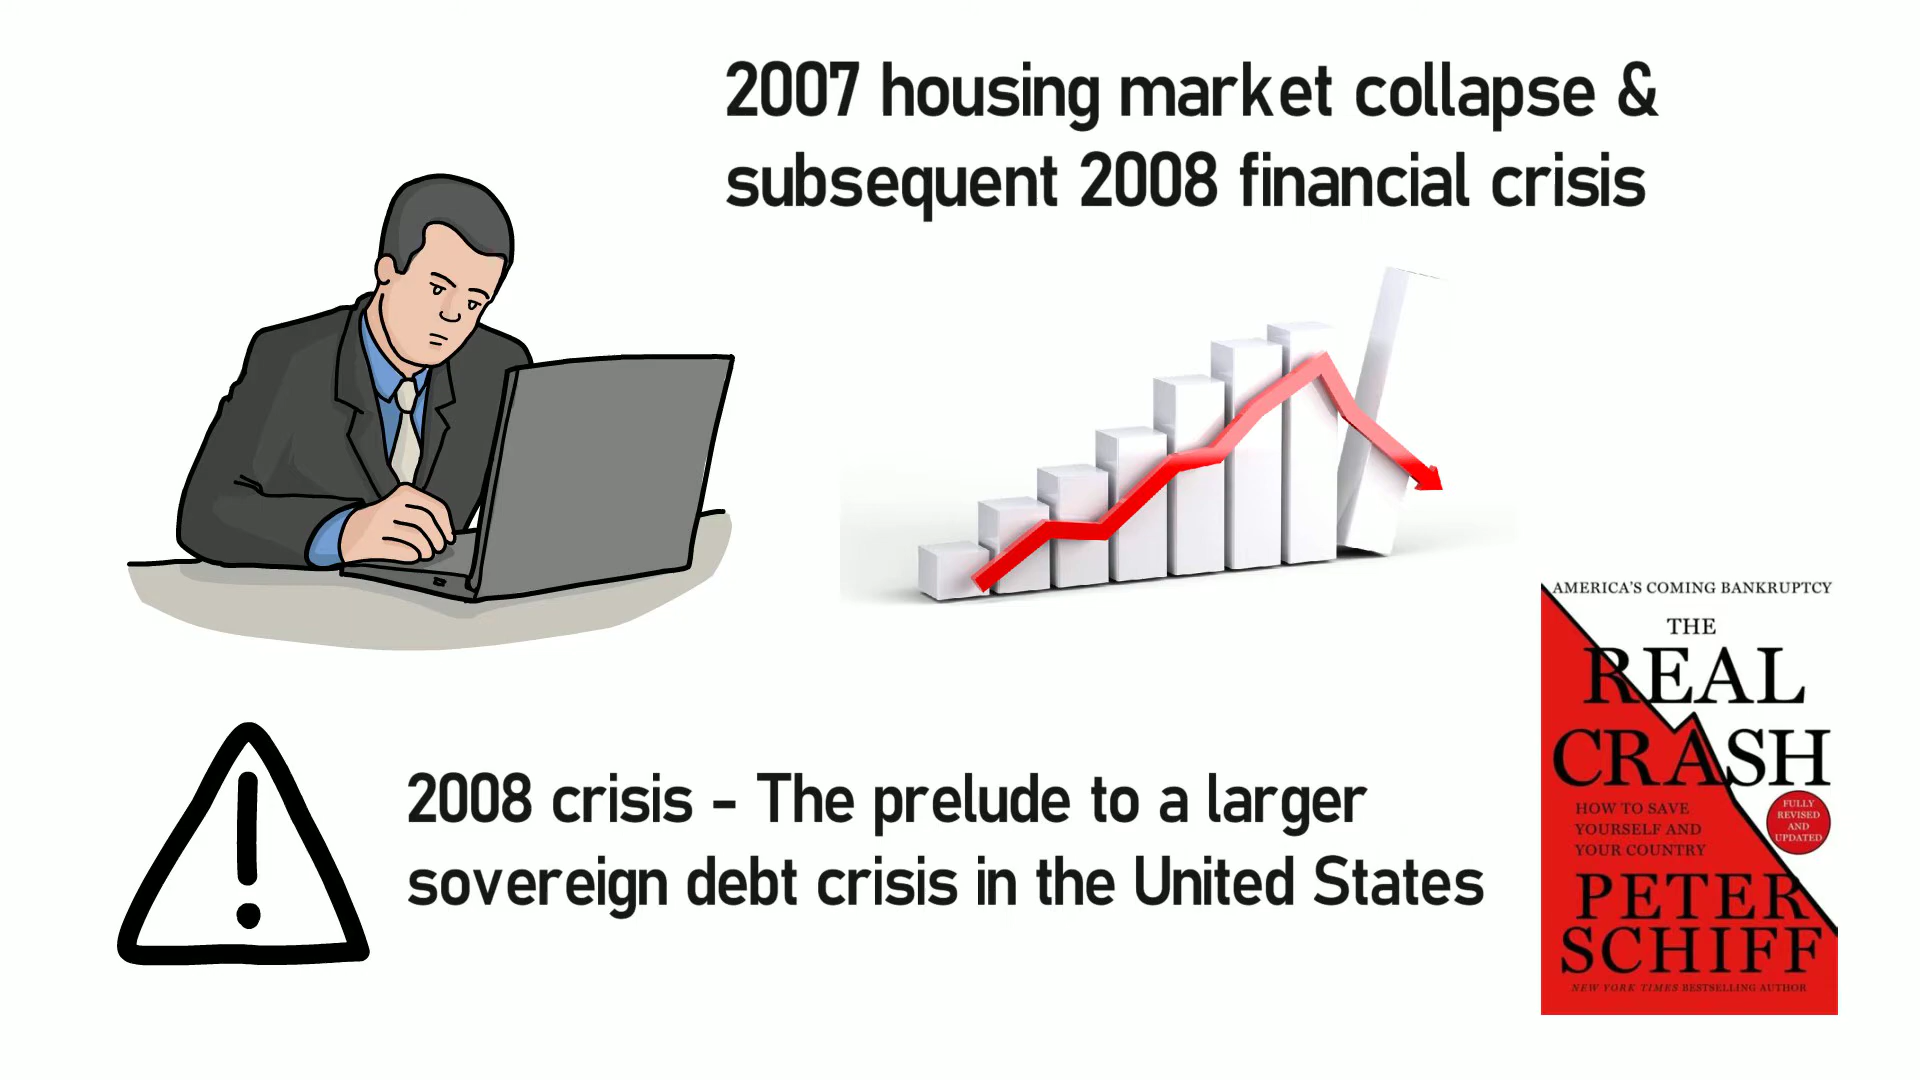 2007 housing market collapse &
subsequent 2008 financial crisis
2008 crisis - The prelude to a larger
sovereign debt crisis in the United States
AMERICA'S COMING BANKRUPTCY
THE
REAL
CRASH
HOW TO SAVE
YOURSELF AND
YOUR COUNTRY
FULLY
REVISED
AND
UPDATED
PETER
SCHIFF
NEW YORK TIMES BESTSELLING AUTHOR